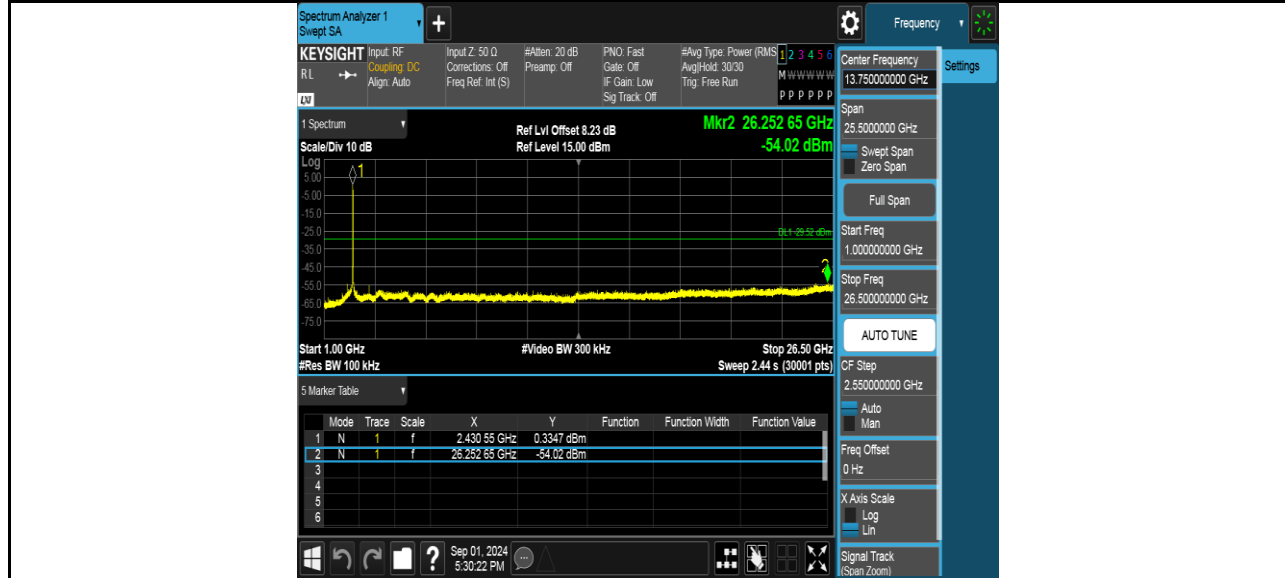 Spectrum Analyzer 1
Swept SA
+
Frequency
KEYSIGHT
RL
LXI
Input: RF
Coupling: DC
Align: Auto
Input Z: 50 Ω
Corrections: Off
Freq Ref: Int (S)
#Atten: 20 dB
Preamp: Off
PNO: Fast
Gate: Off
IF Gain: Low
Sig Track: Off
#Avg Type: Power (RMS
Avg|Hold: 30/30
Trig: Free Run
1 2 3 4 5 6
M W W W W W
P P P P P P
1 Spectrum
Scale/Div 10 dB
Ref Lvl Offset 8.23 dB
Ref Level 15.00 dBm
Mkr2 26.252 65 GHz
-54.02 dBm
Log
5.00
-5.00
-15.0
-25.0
-35.0
-45.0
-55.0
-65.0
-75.0
1
DL1 -29.52 dBm
2
Start 1.00 GHz
#Video BW 300 kHz
Stop 26.50 GHz
#Res BW 100 kHz
Sweep 2.44 s (30001 pts)
5 Marker Table
Mode Trace Scale X Y Function Function Width Function Value
1 N 1 f 2.430 55 GHz 0.3347 dBm
2 N 1 f 26.252 65 GHz -54.02 dBm
3
4
5
6
?
Sep 01, 2024
5:30:22 PM
Center Frequency
13.750000000 GHz
Settings
Span
25.5000000 GHz
Swept Span
Zero Span
Full Span
Start Freq
1.000000000 GHz
Stop Freq
26.500000000 GHz
AUTO TUNE
CF Step
2.550000000 GHz
Auto
Man
Freq Offset
0 Hz
X Axis Scale
Log
Lin
Signal Track
(Span Zoom)